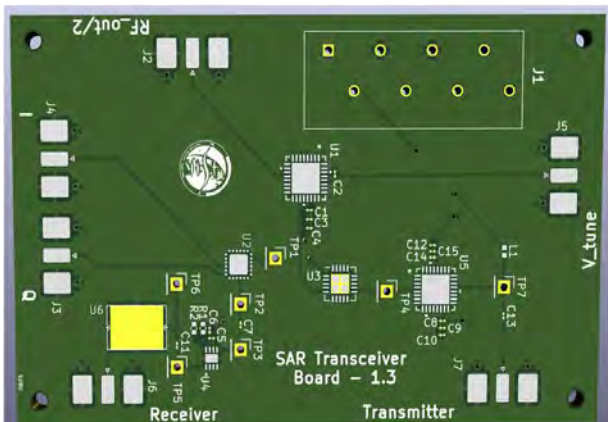 RF_out/2
J2
J1
J4
I
J5
U1
C2
C1
C3
C4
U2
TP1
V_tune
C12
C14
C15
L1
U3
U5
TP6
Q
J3
TP4
TP7
U6
TP2
R2
R1
C6
C5
C7
C8
C9
C10
C13
C11
TP3
U4
SAR Transceiver
Board - 1.3
TP5
J6
J7
Receiver
Transmitter